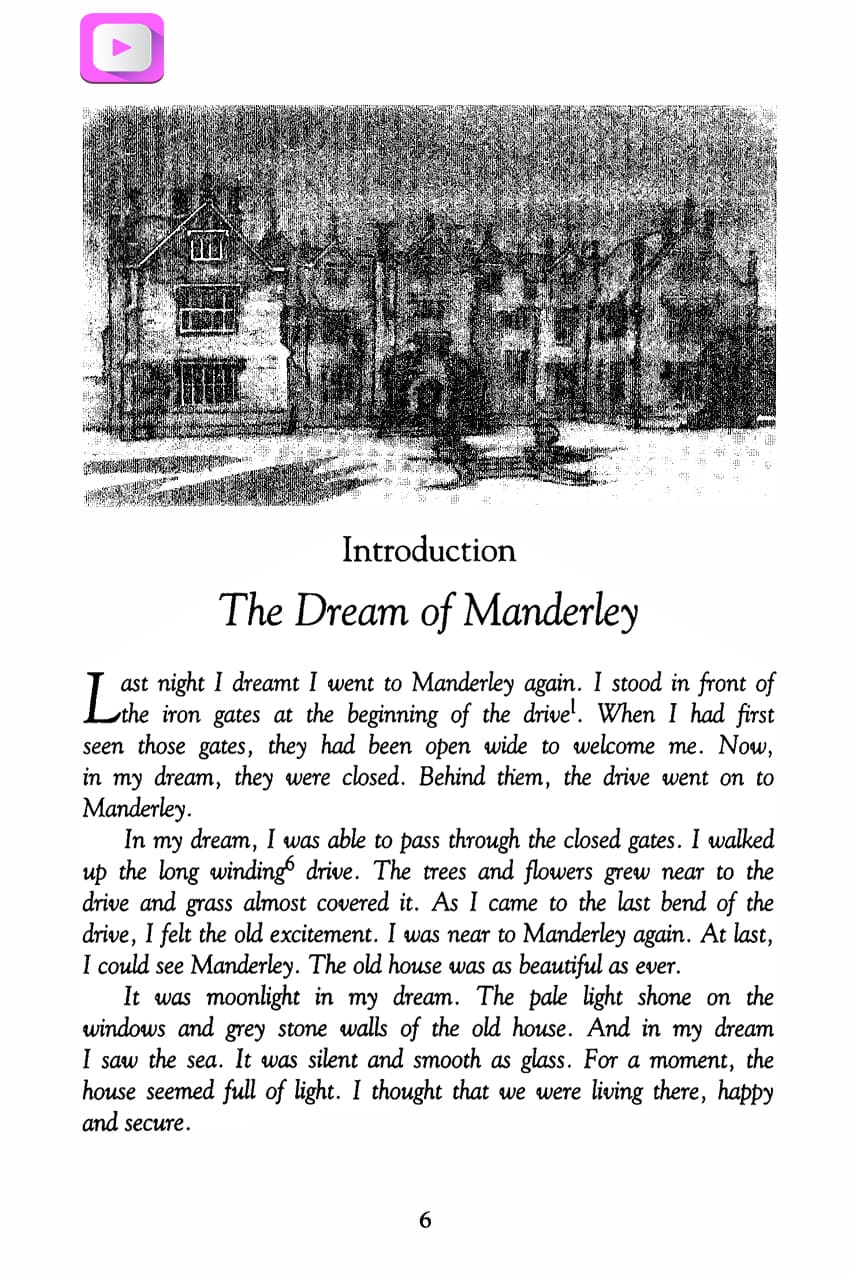 Introduction
The Dream of Manderley
Last night I dreamt I went to Manderley again. I stood in front of
the iron gates at the beginning of the drive¹. When I had first
seen those gates, they had been open wide to welcome me. Now,
in my dream, they were closed. Behind them, the drive went on to
Manderley.
In my dream, I was able to pass through the closed gates. I walked
up the long winding⁶ drive. The trees and flowers grew near to the
drive and grass almost covered it. As I came to the last bend of the
drive, I felt the old excitement. I was near to Manderley again. At last,
I could see Manderley. The old house was as beautiful as ever.
It was moonlight in my dream. The pale light shone on the
windows and grey stone walls of the old house. And in my dream
I saw the sea. It was silent and smooth as glass. For a moment, the
house seemed full of light. I thought that we were living there, happy
and secure.
6